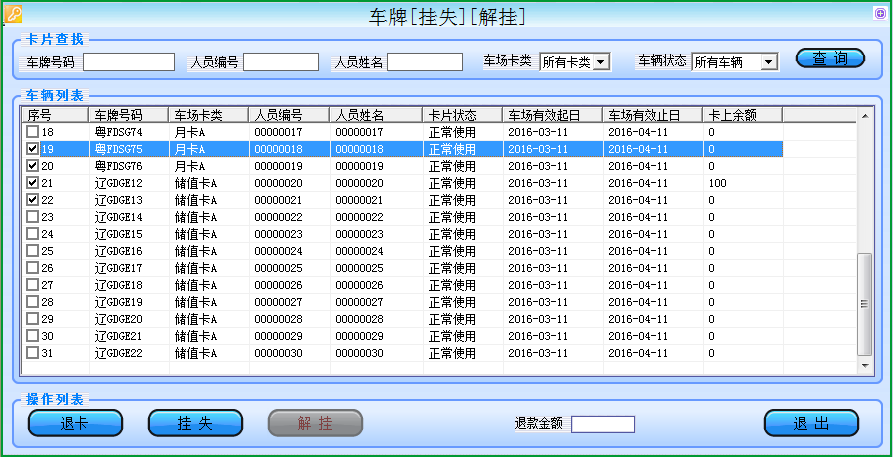 车牌[挂失][解挂]
卡片查找
车牌号码 人员编号 人员姓名 车场卡类 所有卡类 车辆状态 所有车辆 查 询
车辆列表
序号 车牌号码 车场卡类 人员编号 人员姓名 卡片状态 车场有效起日 车场有效止日 卡上余额
18 粤FDSG74 月卡A 00000017 00000017 正常使用 2016-03-11 2016-04-11 0
19 粤FDSG75 月卡A 00000018 00000018 正常使用 2016-03-11 2016-04-11 0
20 粤FDSG76 月卡A 00000019 00000019 正常使用 2016-03-11 2016-04-11 0
21 辽GDGE12 储值卡A 00000020 00000020 正常使用 2016-03-11 2016-04-11 100
22 辽GDGE13 储值卡A 00000021 00000021 正常使用 2016-03-11 2016-04-11 0
23 辽GDGE14 储值卡A 00000022 00000022 正常使用 2016-03-11 2016-04-11 0
24 辽GDGE15 储值卡A 00000023 00000023 正常使用 2016-03-11 2016-04-11 0
25 辽GDGE16 储值卡A 00000024 00000024 正常使用 2016-03-11 2016-04-11 0
26 辽GDGE17 储值卡A 00000025 00000025 正常使用 2016-03-11 2016-04-11 0
27 辽GDGE18 储值卡A 00000026 00000026 正常使用 2016-03-11 2016-04-11 0
28 辽GDGE19 储值卡A 00000027 00000027 正常使用 2016-03-11 2016-04-11 0
29 辽GDGE20 储值卡A 00000028 00000028 正常使用 2016-03-11 2016-04-11 0
30 辽GDGE21 储值卡A 00000029 00000029 正常使用 2016-03-11 2016-04-11 0
31 辽GDGE22 储值卡A 00000030 00000030 正常使用 2016-03-11 2016-04-11 0
操作列表
退卡 挂 失 解 挂 退款金额 退 出